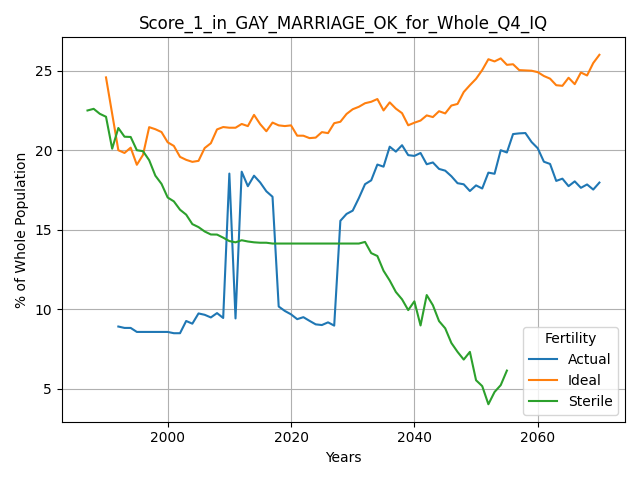 Score_1_in_GAY_MARRIAGE_OK_for_Whole_Q4_IQ
% of Whole Population
25
20
15
10
5
2000
2020
2040
2060
Years
Fertility
Actual
Ideal
Sterile